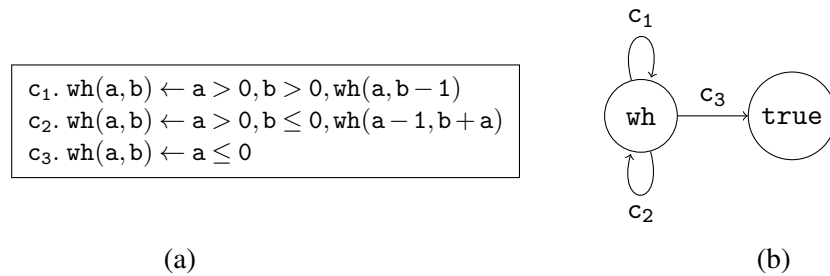 c₁. wh(a,b) ← a > 0, b > 0, wh(a,b−1)
c₂. wh(a,b) ← a > 0, b ≤ 0, wh(a−1,b+a)
c₃. wh(a,b) ← a ≤ 0
(a)
c₁
wh
c₃
true
c₂
(b)